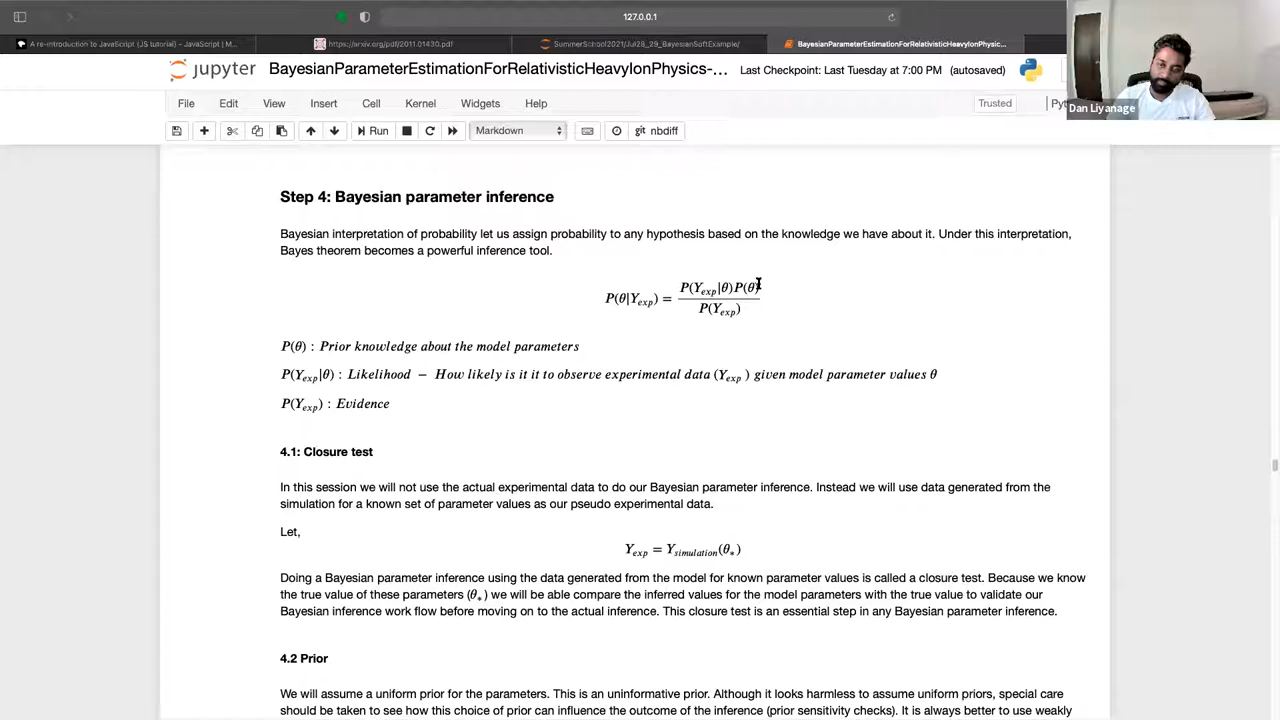 127.0.0.1
A re-introduction to JavaScript (JS tutorial) - JavaScript | M...
https://arxiv.org/pdf/2011.01430.pdf
SummerSchool2021/Jul28_29_BayesianSoftExample/
BayesianParameterEstimationForRelativisticHeavyIonPhysic...
jupyter BayesianParameterEstimationForRelativisticHeavyIonPhysics-... Last Checkpoint: Last Tuesday at 7:00 PM (autosaved)
Dan Liyanage
File Edit View Insert Cell Kernel Widgets Help Trusted
Run Markdown git nbdiff
Step 4: Bayesian parameter inference
Bayesian interpretation of probability let us assign probability to any hypothesis based on the knowledge we have about it. Under this interpretation,
Bayes theorem becomes a powerful inference tool.
P(θ|Y_exp) = P(Y_exp|θ)P(θ) / P(Y_exp)
P(θ) : Prior knowledge about the model parameters
P(Y_exp|θ) : Likelihood − How likely is it it to observe experimental data (Y_exp ) given model parameter values θ
P(Y_exp) : Evidence
4.1: Closure test
In this session we will not use the actual experimental data to do our Bayesian parameter inference. Instead we will use data generated from the
simulation for a known set of parameter values as our pseudo experimental data.
Let,
Y_exp = Y_simulation(θ_*)
Doing a Bayesian parameter inference using the data generated from the model for known parameter values is called a closure test. Because we know
the true value of these parameters (θ_*) we will be able compare the inferred values for the model parameters with the true value to validate our
Bayesian inference work flow before moving on to the actual inference. This closure test is an essential step in any Bayesian parameter inference.
4.2 Prior
We will assume a uniform prior for the parameters. This is an uninformative prior. Although it looks harmless to assume uniform priors, special care
should be taken to see how this choice of prior can influence the outcome of the inference (prior sensitivity checks). It is always better to use weakly